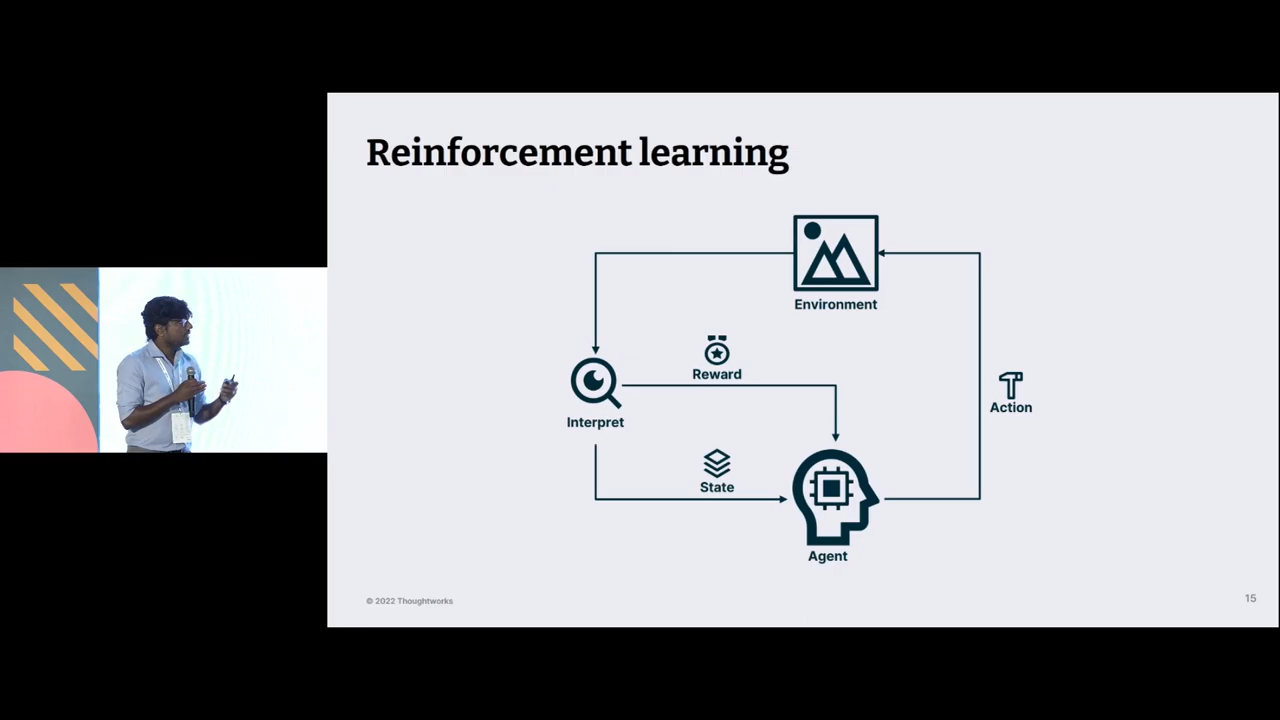 Reinforcement learning
Environment
Reward
Interpret
Action
State
Agent
© 2022 Thoughtworks
15